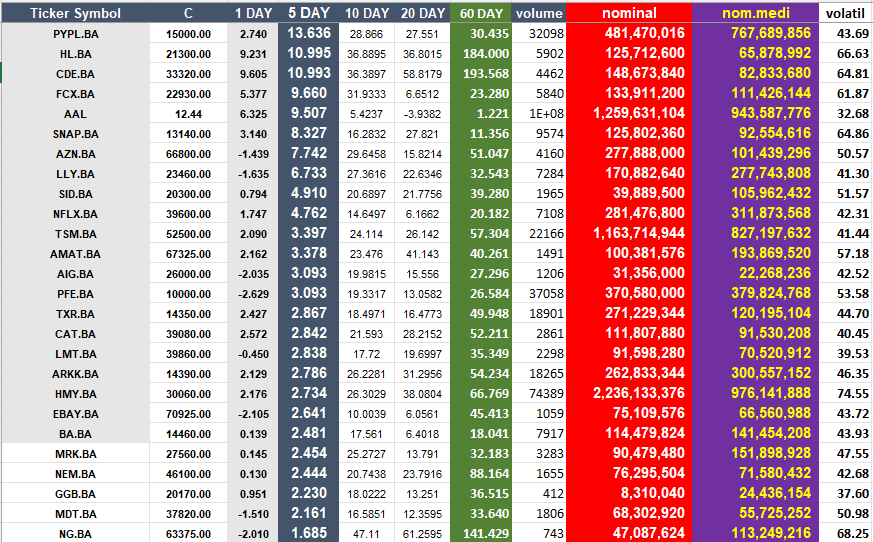 Ticker Symbol C 1 DAY 5 DAY 10 DAY 20 DAY 60 DAY volume nominal nom.medi volatil
PYPL.BA 15000.00 2.740 13.636 28.866 27.551 30.435 32098 481,470,016 767,689,856 43.69
HL.BA 21300.00 9.231 10.995 36.8895 36.8015 184.000 5902 125,712,600 65,878,992 66.63
CDE.BA 33320.00 9.605 10.993 36.3897 58.8179 193.568 4462 148,673,840 82,833,680 64.81
FCX.BA 22930.00 5.377 9.660 31.9333 6.6512 23.280 5840 133,911,200 111,426,144 61.87
AAL 12.44 6.325 9.507 5.4237 -3.9382 1.221 1E+08 1,259,631,104 943,587,776 32.68
SNAP.BA 13140.00 3.140 8.327 16.2832 27.821 11.356 9574 125,802,360 92,554,616 64.86
AZN.BA 66800.00 -1.439 7.742 29.6458 15.8214 51.047 4160 277,888,000 101,439,296 50.57
LLY.BA 23460.00 -1.635 6.733 27.3616 22.6346 32.543 7284 170,882,640 277,743,808 41.30
SID.BA 20300.00 0.794 4.910 20.6897 21.7756 39.280 1965 39,889,500 105,962,432 51.57
NFLX.BA 39600.00 1.747 4.762 14.6497 6.1662 20.182 7108 281,476,800 311,873,568 42.31
TSM.BA 52500.00 2.090 3.397 24.114 26.142 57.304 22166 1,163,714,944 827,197,632 41.44
AMAT.BA 67325.00 2.162 3.378 23.476 41.143 40.261 1491 100,381,576 193,869,520 57.18
AIG.BA 26000.00 -2.035 3.093 19.9815 15.556 27.296 1206 31,356,000 22,268,236 42.52
PFE.BA 10000.00 -2.629 3.093 19.3317 13.0582 26.584 37058 370,580,000 379,824,768 53.58
TXR.BA 14350.00 2.427 2.867 18.4971 16.4773 49.948 18901 271,229,344 120,195,104 44.70
CAT.BA 39080.00 2.572 2.842 21.593 28.2152 52.211 2861 111,807,880 91,530,208 40.45
LMT.BA 39860.00 -0.450 2.838 17.72 19.6997 35.349 2298 91,598,280 70,520,912 39.53
ARKK.BA 14390.00 2.129 2.786 26.2281 31.2956 54.234 18265 262,833,344 300,557,152 46.35
HMY.BA 30060.00 2.176 2.734 26.3029 38.0804 66.769 74389 2,236,133,376 976,141,888 74.55
EBAY.BA 70925.00 -2.105 2.641 10.0039 6.0561 45.413 1059 75,109,576 66,560,988 43.72
BA.BA 14460.00 0.139 2.481 17.561 6.4018 18.041 7917 114,479,824 141,454,208 43.93
MRK.BA 27560.00 0.145 2.454 25.2727 13.791 32.183 3283 90,479,480 151,898,928 47.55
NEM.BA 46100.00 0.130 2.444 20.7438 23.7916 88.164 1655 76,295,504 71,580,432 42.68
GGB.BA 20170.00 0.951 2.230 18.0222 13.251 36.515 412 8,310,040 24,436,154 37.60
MDT.BA 37820.00 -1.510 2.161 16.5851 12.3595 33.640 1806 68,302,920 55,725,252 50.98
NG.BA 63375.00 -2.010 1.685 47.11 61.2595 141.429 743 47,087,624 113,249,216 68.25